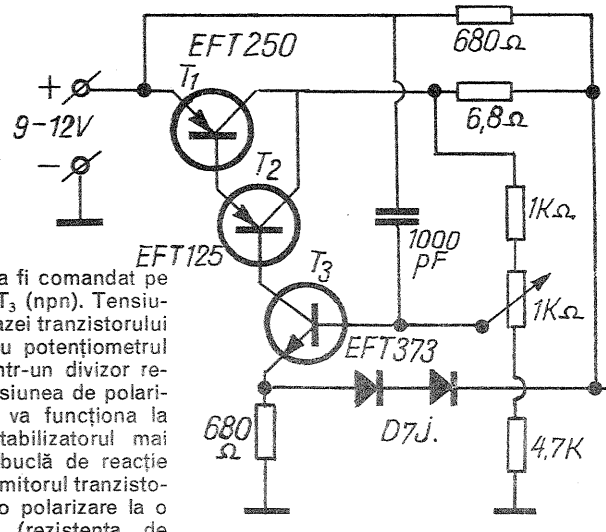 680Ω
EFT250
T1
+
9-12V
−
6,8Ω
T2
1KΩ
EFT125
1000
pF
T3
1KΩ
EFT373
D7J.
680
Ω
4,7K
a fi comandat pe
T₃ (npn). Tensiu-
azei tranzistorului
u potențiometrul
ntr-un divizor re-
siunea de polari-
va funcționa la
tabilizatorul mai
buclă de reacție
mitorul tranzisto-
o polarizare la o
(rezistența de